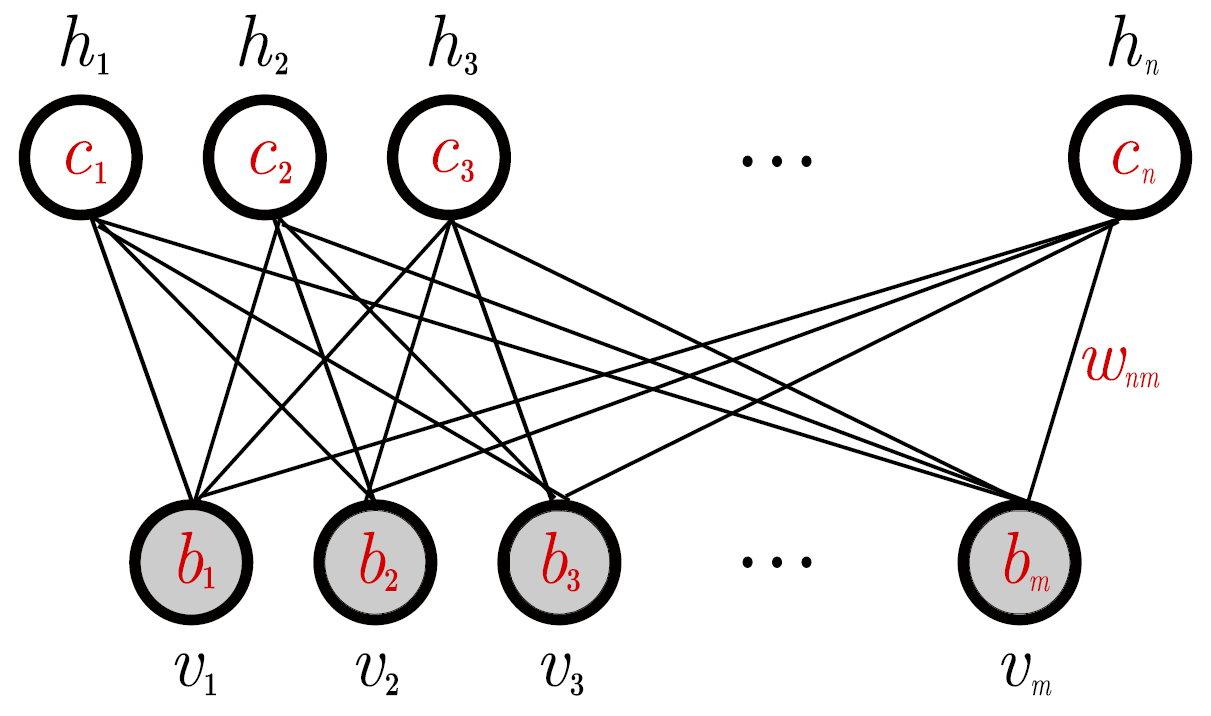 h₁ h₂ h₃ hₙ
c₁ c₂ c₃ ... cₙ
wₙₘ
b₁ b₂ b₃ ... bₘ
v₁ v₂ v₃ vₘ